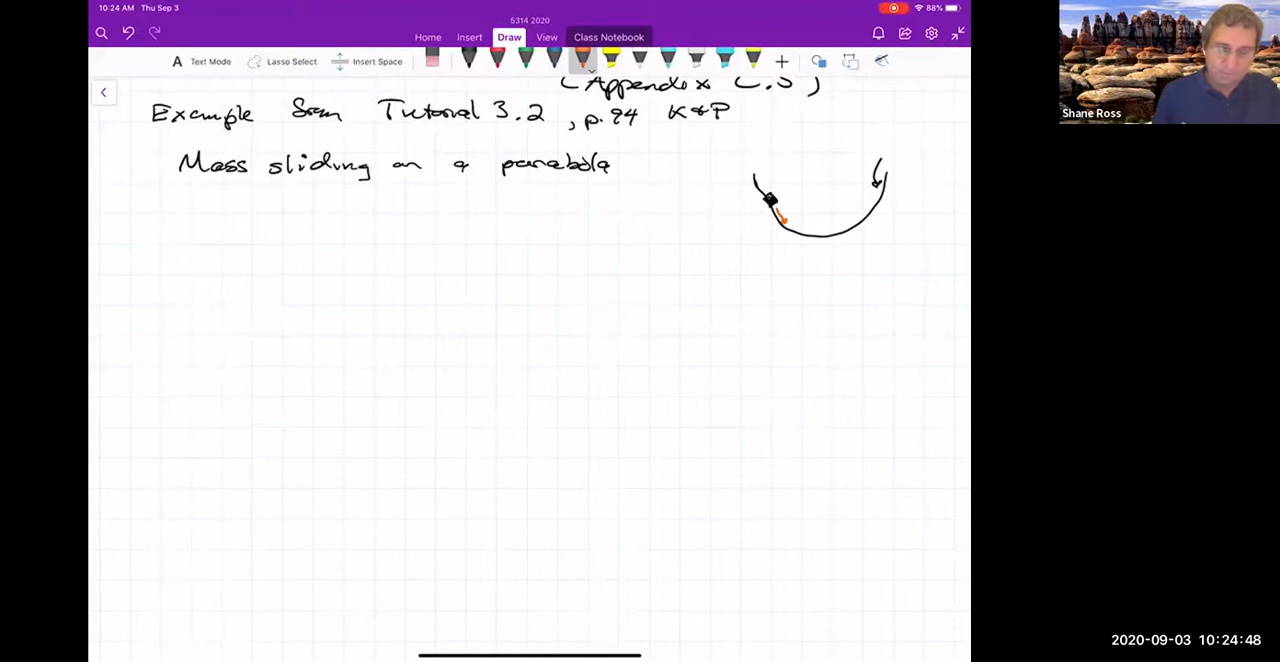 10:24 AM Thu Sep 3
88%
5314 2020
Home Insert Draw View Class Notebook
Text Mode Lasso Select Insert Space
(Appendix C.5)
Example from Tutorial 3.2, p.94 K&P
Mass sliding on a parabola
Shane Ross
2020-09-03 10:24:48